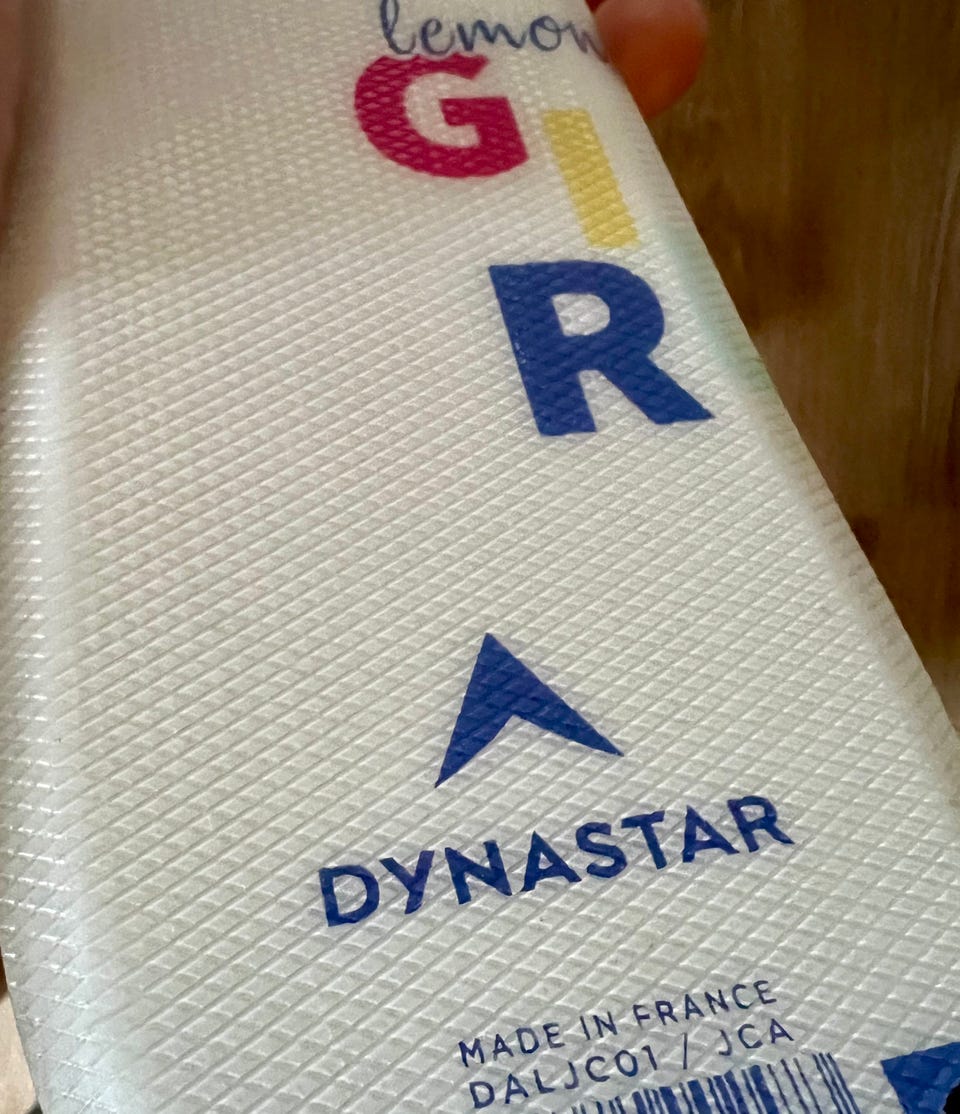 lemon
G
I
R
DYNASTAR
MADE IN FRANCE
DALJC01 / JCA